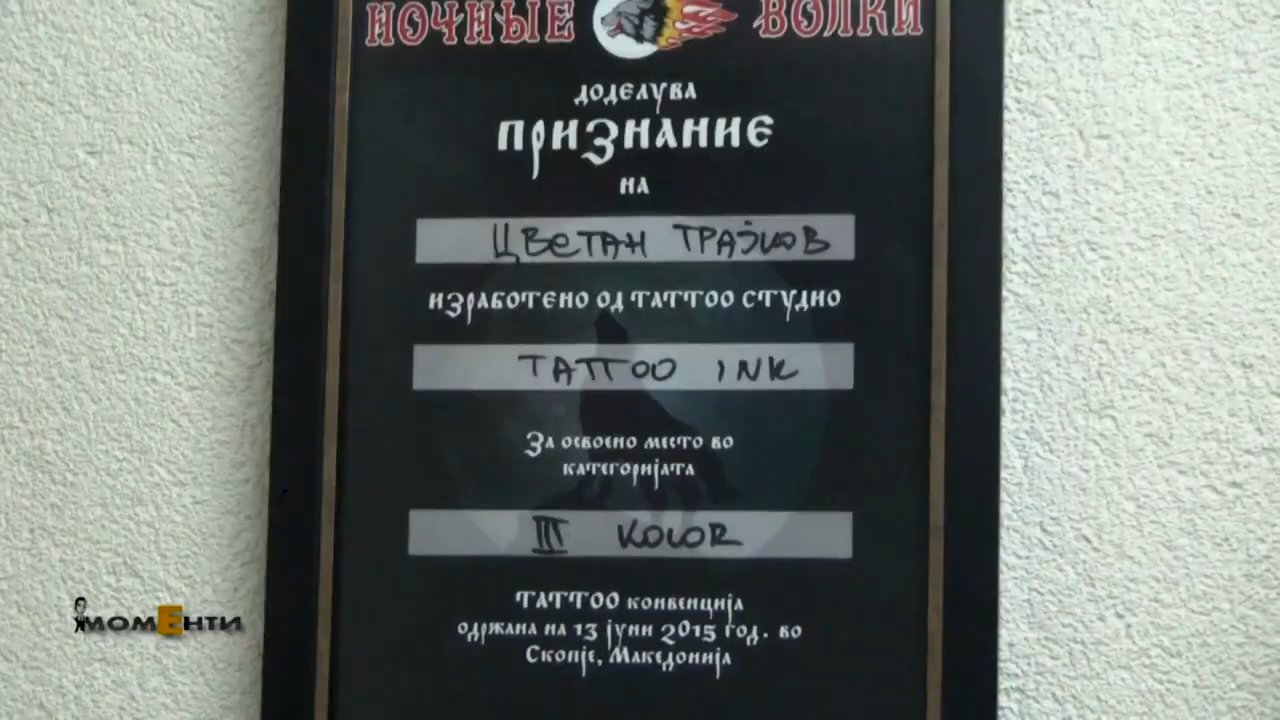 НОЧНЫЕ ВОЛКИ
ДОДЕЛУВА
ПРИЗНАНИЕ
НА
ЦВЕТАН ТРАЈКОВ
ИЗРАБОТЕНО ОД ТАТТОО СТУДИО
TATTOO INK
За освоено место во
категоријата
III KOLOR
ТАТТОО конвенција
одржана на 13 јуни 2015 год. во
Скопје, Македонија
МОМЕНТИ